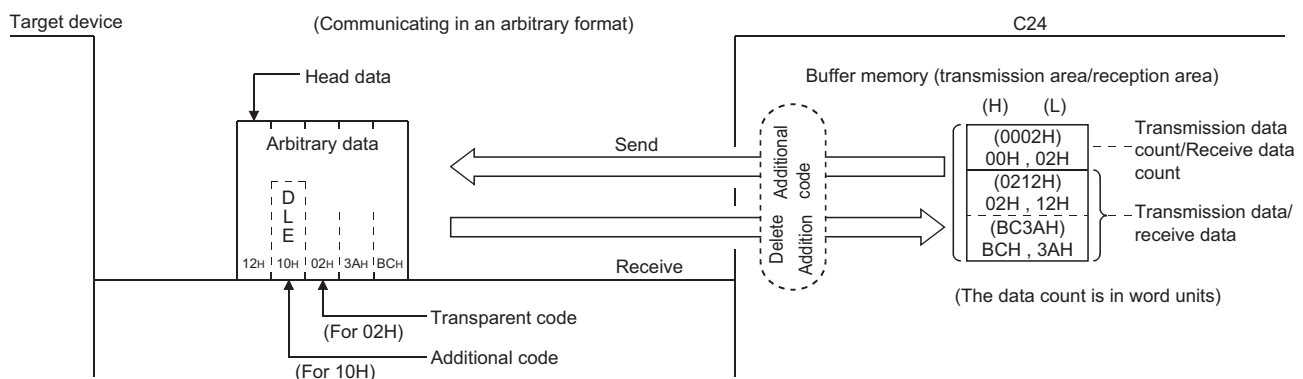 Target device
(Communicating in an arbitrary format)
C24
Head data
Buffer memory (transmission area/reception area)
(H) (L)
Arbitrary data
Send
Additional
code
Delete
Addition
(0002H)
00H , 02H
Transmission data
count/Receive data
count
(0212H)
02H , 12H
(BC3AH)
BCH , 3AH
Transmission data/
receive data
D
L
E
12H 10H 02H 3AH BCH
Receive
(The data count is in word units)
Transparent code
(For 02H)
Additional code
(For 10H)